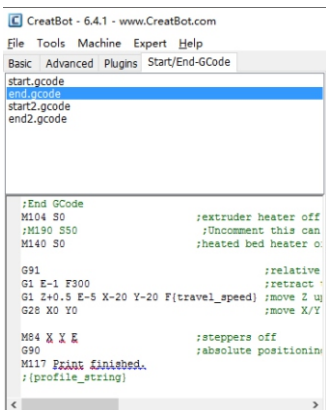 CreatBot - 6.4.1 - www.CreatBot.com
File Tools Machine Expert Help
Basic Advanced Plugins Start/End-GCode
start.gcode
end.gcode
start2.gcode
end2.gcode
;End GCode
M104 S0 ;extruder heater off
;M190 S50 ;Uncomment this can
M140 S0 ;heated bed heater o
G91 ;relative
G1 E-1 F300 ;retract
G1 Z+0.5 E-5 X-20 Y-20 F{travel_speed} ;move Z u
G28 X0 Y0 ;move X/Y
M84 X Y E ;steppers off
G90 ;absolute positionin
M117 Print finished.
;{profile_string}